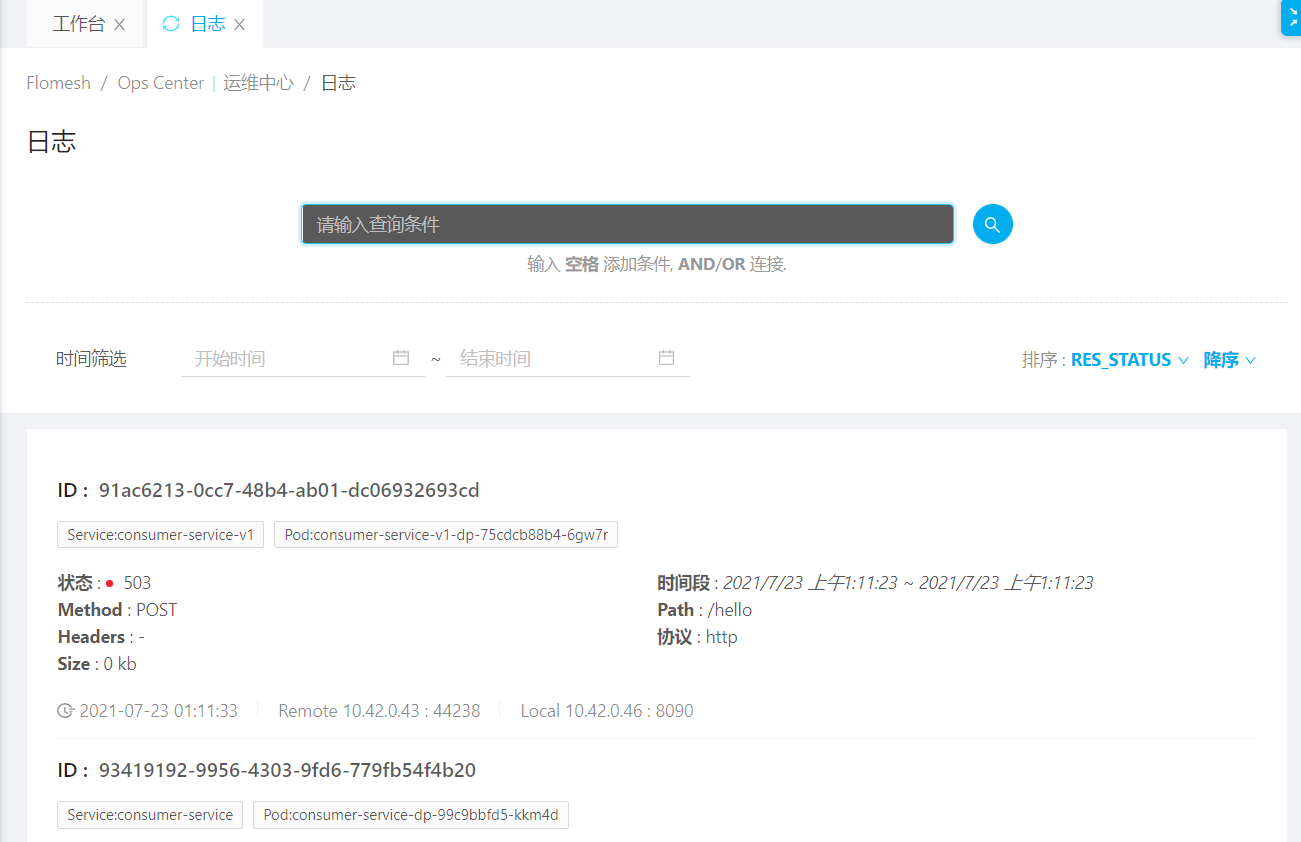 工作台 日志
Flomesh / Ops Center | 运维中心 / 日志
日志
请输入查询条件
输入 空格 添加条件, AND/OR 连接.
时间筛选 开始时间 ~ 结束时间 排序 : RES_STATUS 降序
ID : 91ac6213-0cc7-48b4-ab01-dc06932693cd
Service:consumer-service-v1 Pod:consumer-service-v1-dp-75cdcb88b4-6gw7r
状态 : 503 时间段 : 2021/7/23 上午1:11:23 ~ 2021/7/23 上午1:11:23
Method : POST Path : /hello
Headers : - 协议 : http
Size : 0 kb
2021-07-23 01:11:33 Remote 10.42.0.43 : 44238 Local 10.42.0.46 : 8090
ID : 93419192-9956-4303-9fd6-779fb54f4b20
Service:consumer-service Pod:consumer-service-dp-99c9bbfd5-kkm4d